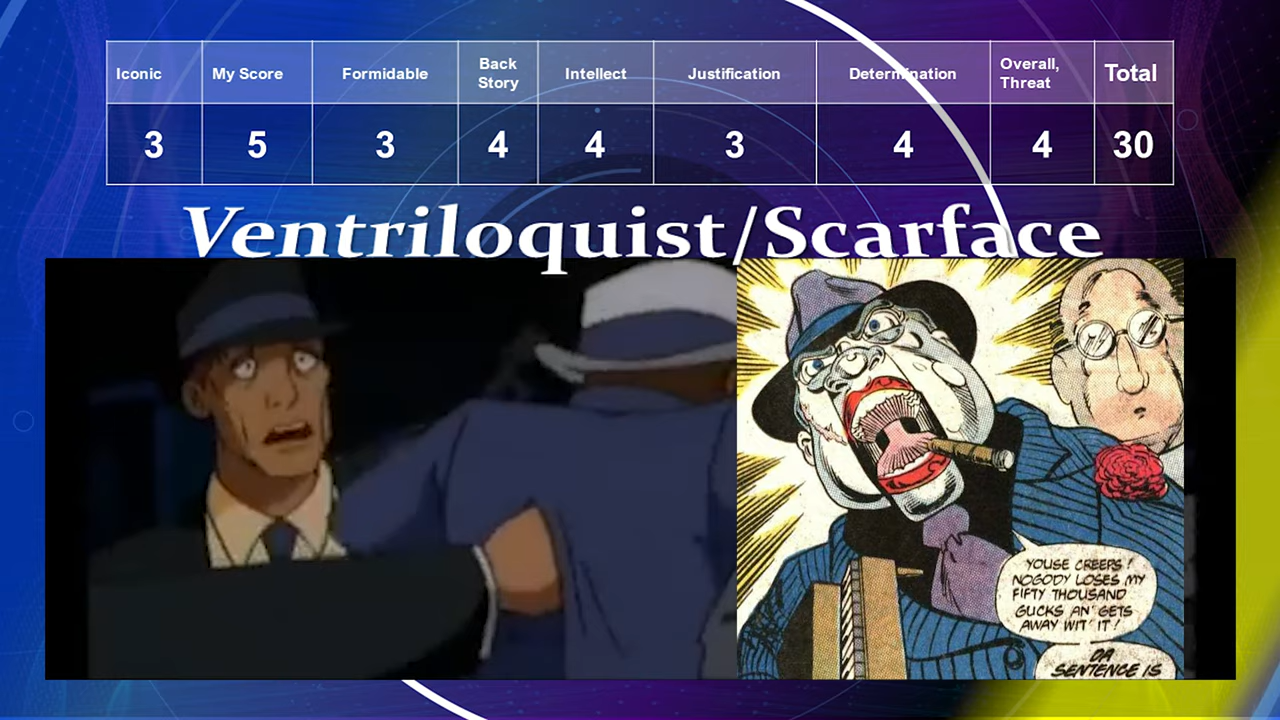 Iconic My Score Formidable Back Story Intellect Justification Determination Overall, Threat Total
3 5 3 4 4 3 4 4 30
Ventriloquist/Scarface
YOUSE CREEPS!
NOBODY LOSES MY
FIFTY THOUSAND
GUCKS AN' GETS
AWAY WIT' IT!
DA
SENTENCE IS